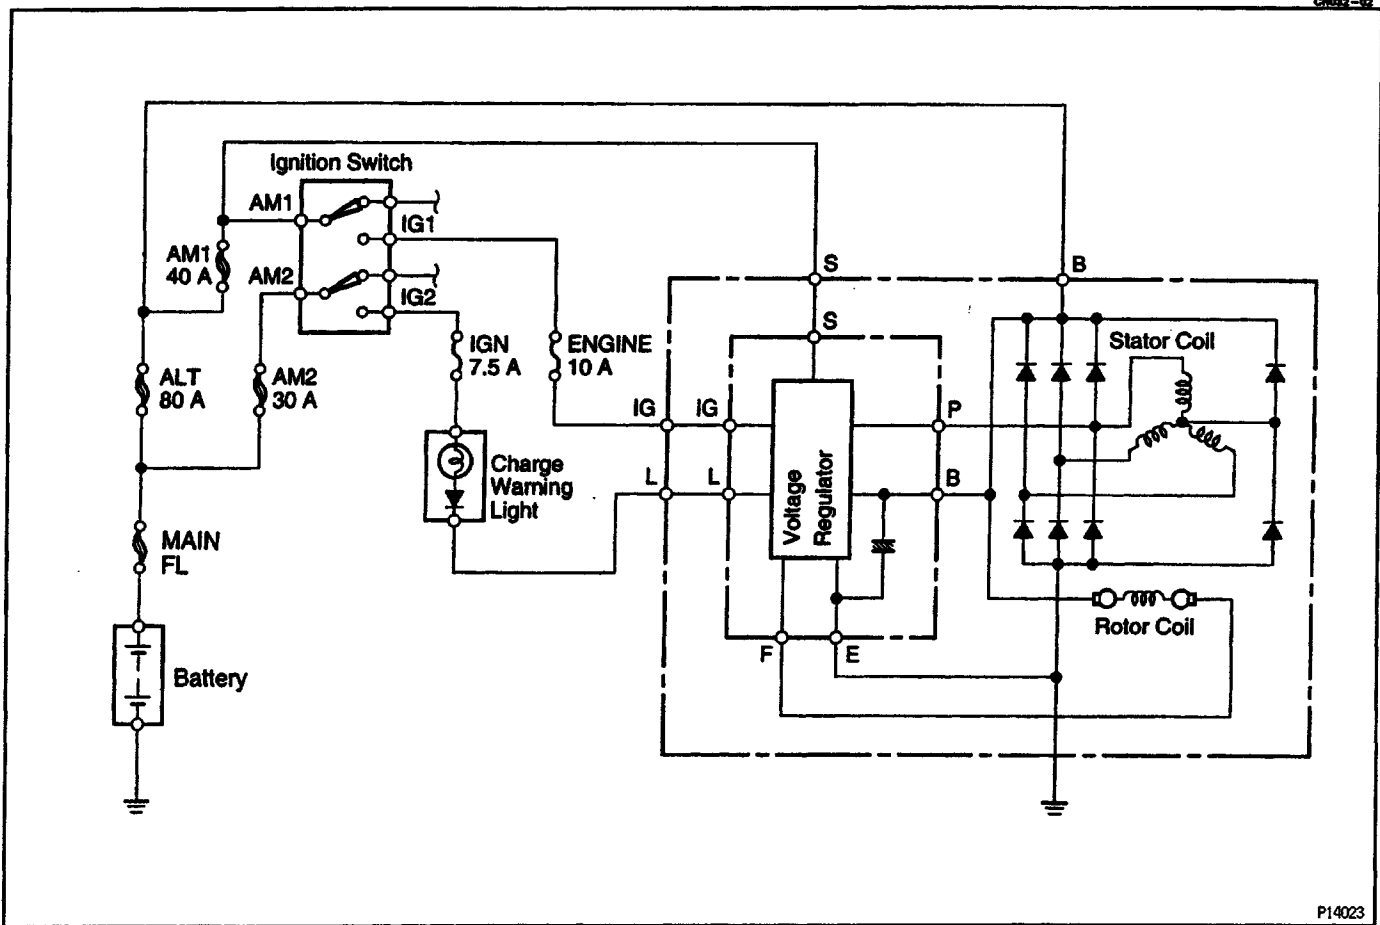 Ignition Switch
AM1
IG1
AM1
40 A
AM2
IG2
S
B
S
IGN
7.5 A
ENGINE
10 A
Stator Coil
ALT
80 A
AM2
30 A
IG
IG
P
Charge
Warning
Light
L
L
Voltage
Regulator
B
MAIN
FL
Rotor Coil
F
E
Battery
P14023